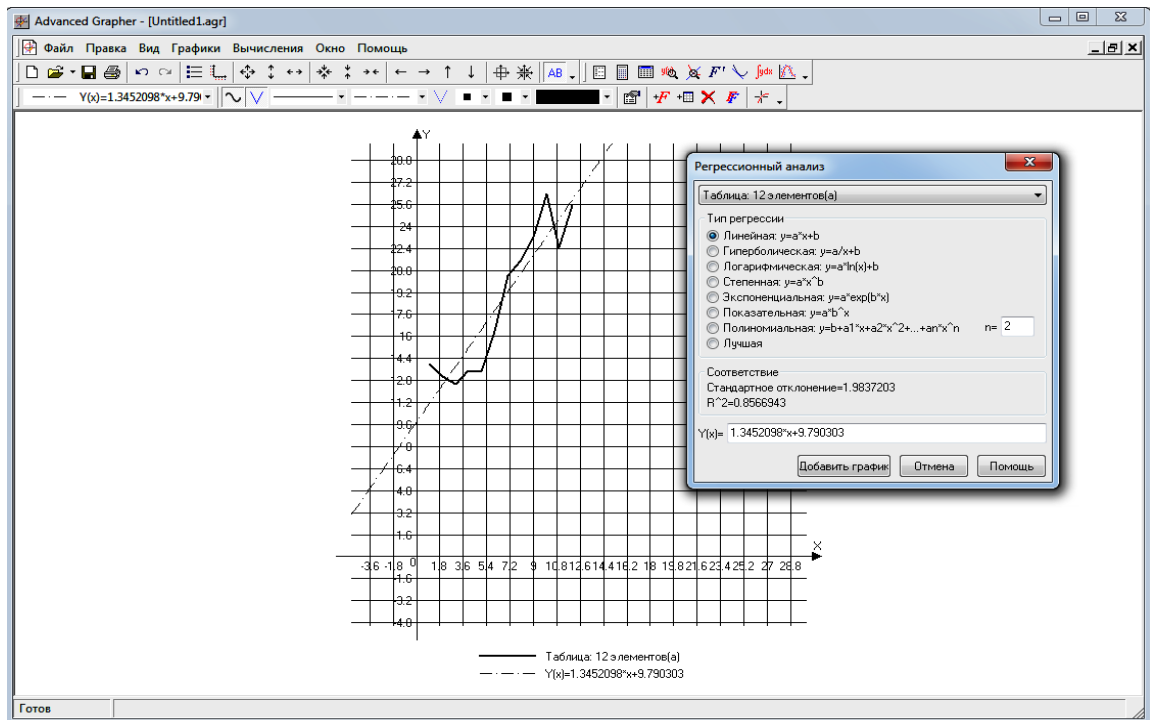 Advanced Grapher - [Untitled1.agr]
Файл Правка Вид Графики Вычисления Окно Помощь
AB F' ∫ydx
Y(x)=1.3452098*x+9.79 +F F
Y
28.8
27.2
25.6
24
22.4
20.8
19.2
17.6
16
14.4
12.8
11.2
9.6
8
6.4
4.8
3.2
1.6
X
-3.6 -1.8 0 1.8 3.6 5.4 7.2 9 10.8 12.6 14.4 16.2 18 19.8 21.6 23.4 25.2 27 28.8
-1.6
-3.2
-4.8
Таблица: 12 элементов(а)
Y(x)=1.3452098*x+9.790303
Регрессионный анализ
Таблица: 12 элементов(а)
Тип регрессии
Линейная: y=a*x+b
Гиперболическая: y=a/x+b
Логарифмическая: y=a*ln(x)+b
Степенная: y=a*x^b
Экспоненциальная: y=a*exp(b*x)
Показательная: y=a*b^x
Полиномиальная: y=b+a1*x+a2*x^2+...+an*x^n n= 2
Лучшая
Соответствие
Стандартное отклонение=1.9837203
R^2=0.8566943
Y(x)= 1.3452098*x+9.790303
Добавить график Отмена Помощь
Готов